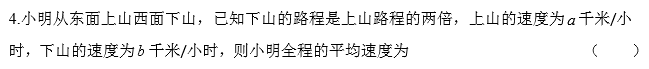 4.小明从东面上山西面下山，已知下山的路程是上山路程的两倍，上山的速度为a千米/小
时，下山的速度为b 千米/小时，则小明全程的平均速度为 （ ）